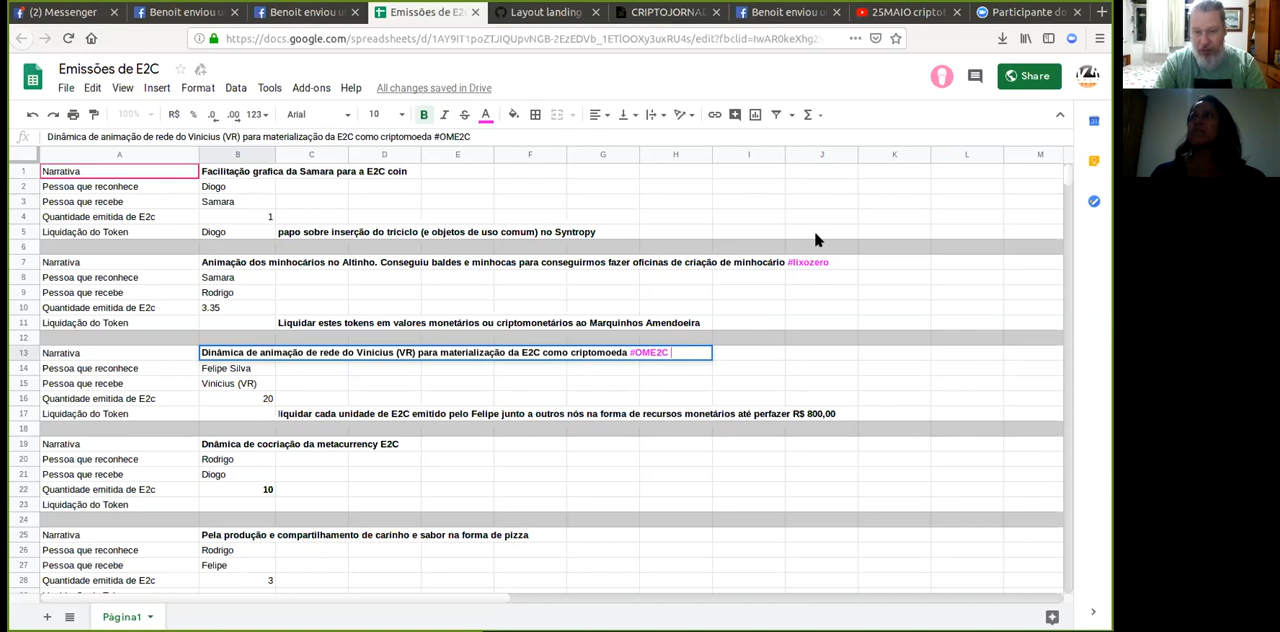 (2) Messenger
Benoit enviou u
Benoit enviou u
Emissões de E2C
Layout landing
CRIPTOJORNA
Benoit enviou u
25MAIO criptot
Participante do
https://docs.google.com/spreadsheets/
Emissões de E2C
Share
File Edit View Insert Format Data Tools Add-ons Help All changes saved in Drive
100% R$ % .0 .00 123 Arial 10 B I S A
fx Dinâmica de animação de rede do Vinicius (VR) para materialização da E2C como criptomoeda #OME2C
A B C D E F G H I J K L M
1 Narrativa Facilitação grafica da Samara para a E2C coin
2 Pessoa que reconhece Diogo
3 Pessoa que recebe Samara
4 Quantidade emitida de E2c 1
5 Liquidação do Token Diogo papo sobre inserção do triciclo (e objetos de uso comum) no Syntropy
6
7 Narrativa Animação dos minhocários no Altinho. Conseguiu baldes e minhocas para conseguirmos fazer oficinas de criação de minhocário #lixozero
8 Pessoa que reconhece Samara
9 Pessoa que recebe Rodrigo
10 Quantidade emitida de E2c 3.35
11 Liquidação do Token Liquidar estes tokens em valores monetários ou criptomonetários ao Marquinhos Amendoeira
12
13 Narrativa Dinâmica de animação de rede do Vinicius (VR) para materialização da E2C como criptomoeda #OME2C
14 Pessoa que reconhece Felipe Silva
15 Pessoa que recebe Vinicius (VR)
16 Quantidade emitida de E2c 20
17 Liquidação do Token liquidar cada unidade de E2C emitido pelo Felipe junto a outros nós na forma de recursos monetários até perfazer R$ 800,00
18
19 Narrativa Dnâmica de cocriação da metacurrency E2C
20 Pessoa que reconhece Rodrigo
21 Pessoa que recebe Diogo
22 Quantidade emitida de E2c 10
23 Liquidação do Token
24
25 Narrativa Pela produção e compartilhamento de carinho e sabor na forma de pizza
26 Pessoa que reconhece Rodrigo
27 Pessoa que recebe Felipe
28 Quantidade emitida de E2c 3
Página1